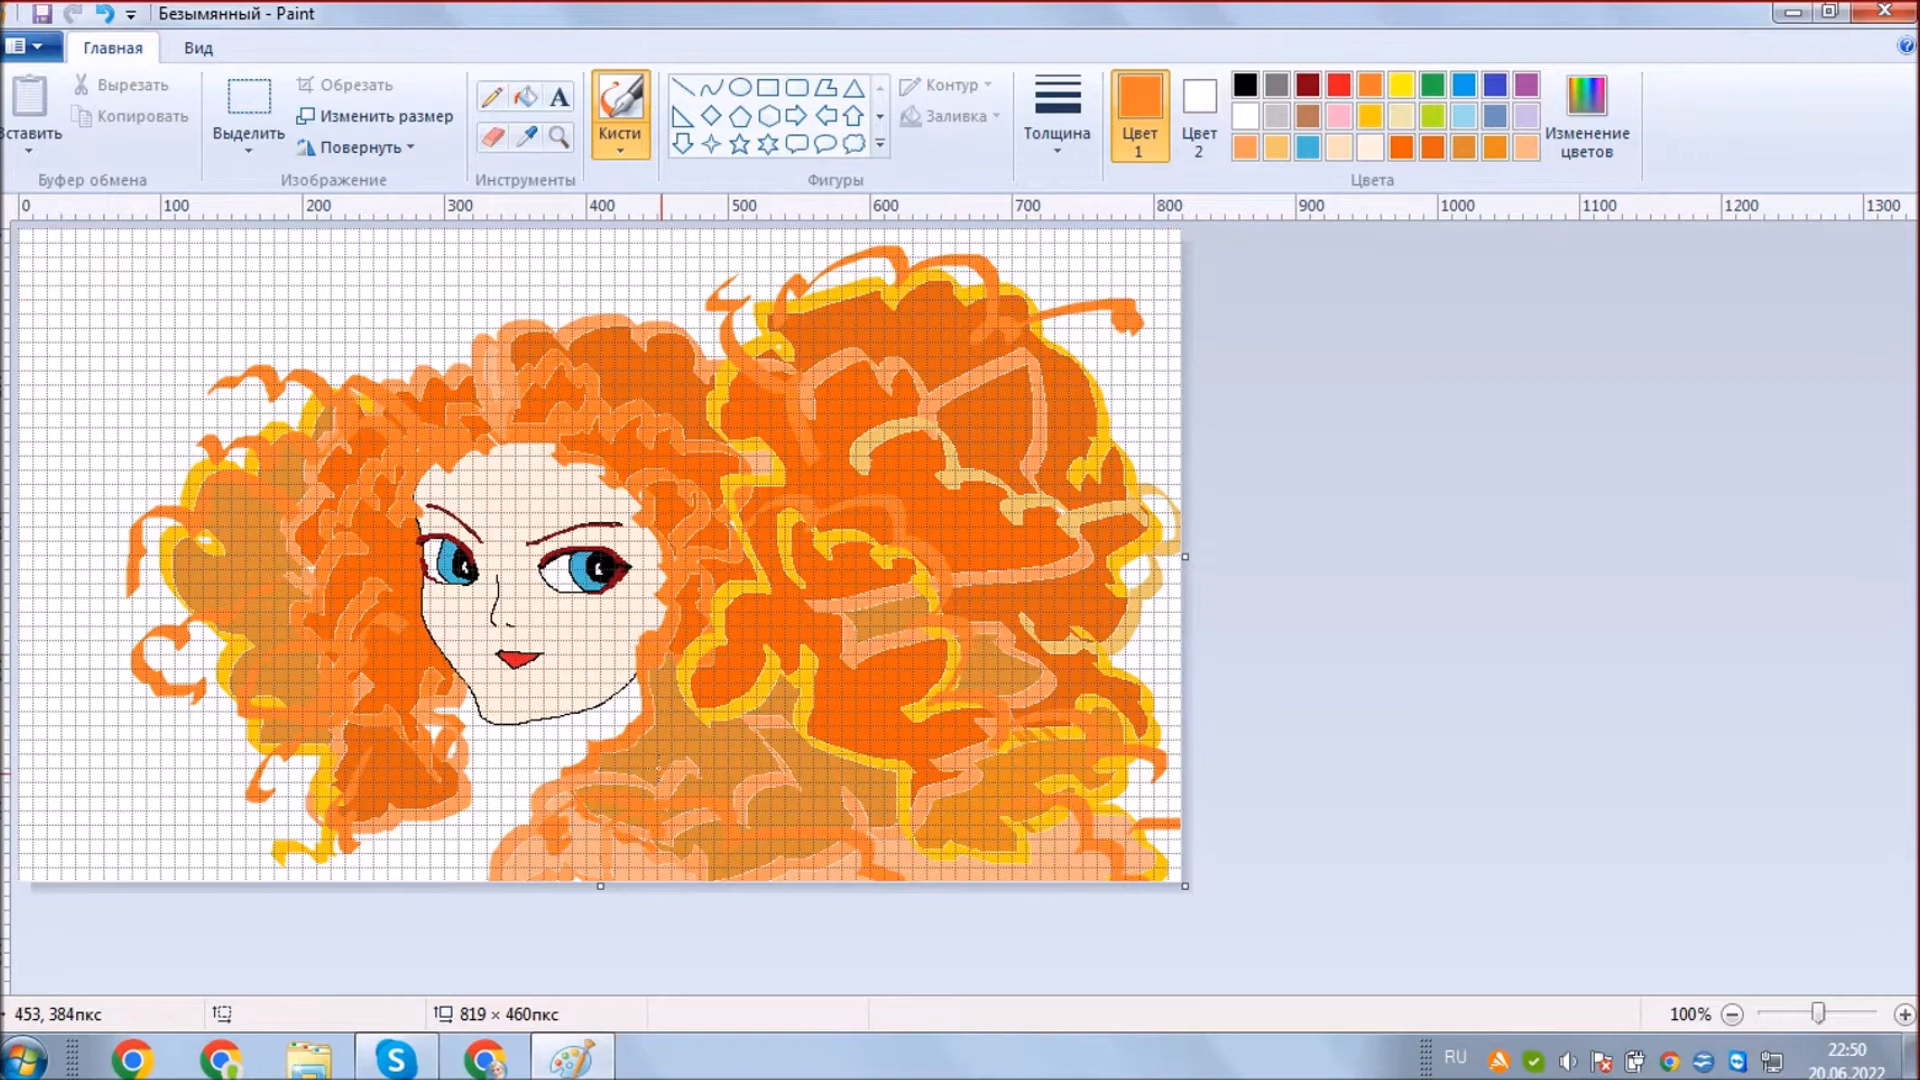 Безымянный - Paint
Главная
Вид
Вставить
Вырезать
Копировать
Буфер обмена
Выделить
Обрезать
Изменить размер
Повернуть
Изображение
A
Инструменты
Кисти
Контур
Заливка
Фигуры
Толщина
Цвет
1
Цвет
2
Изменение
цветов
Цвета
0 100 200 300 400 500 600 700 800 900 1000 1100 1200 1300
453, 384пкс
819 × 460пкс
100%
RU
22:50
20.06.2022